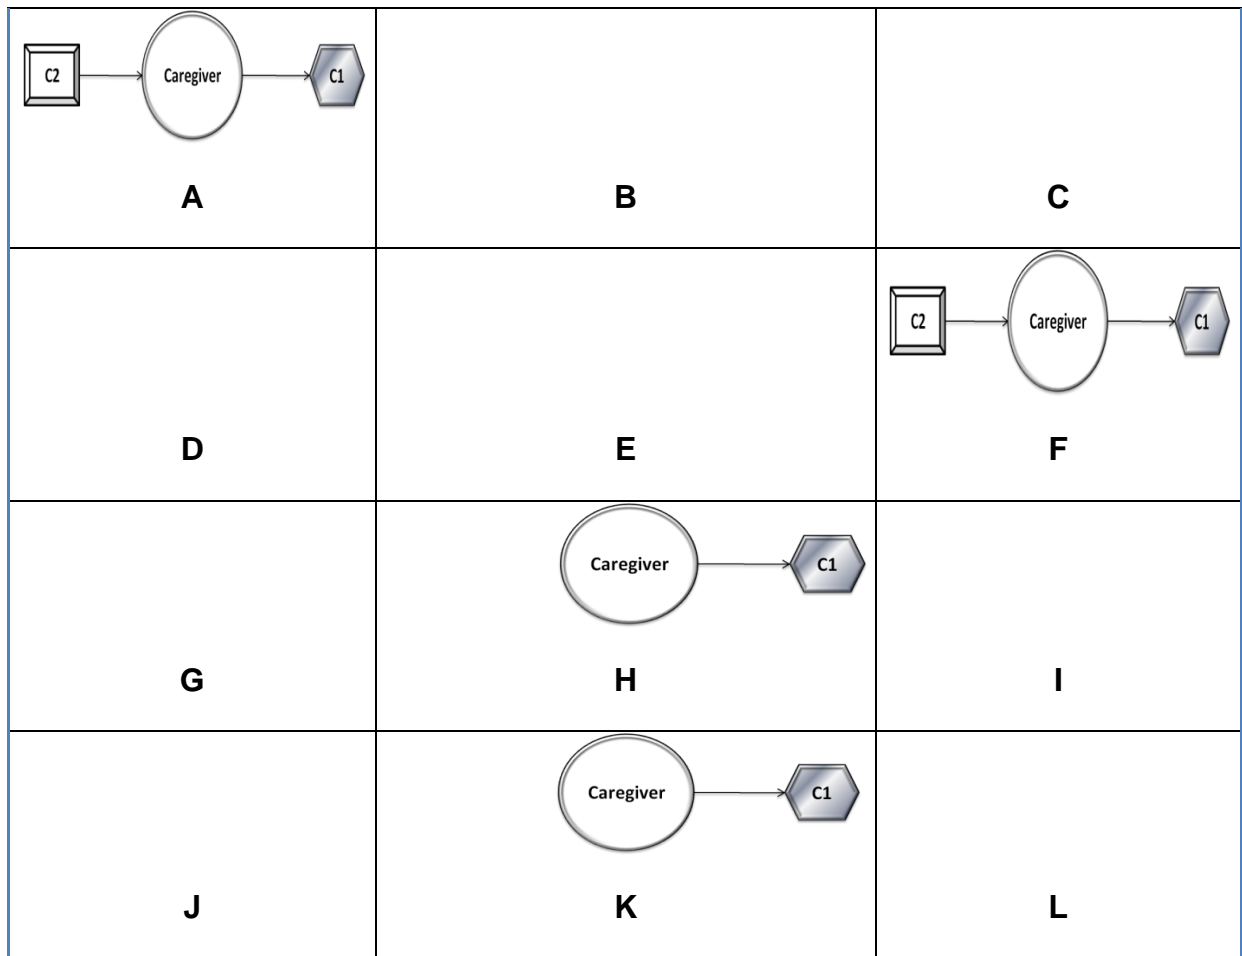 C2 Caregiver C1
A B C
C2 Caregiver C1
D E F
Caregiver C1
G H I
Caregiver C1
J K L